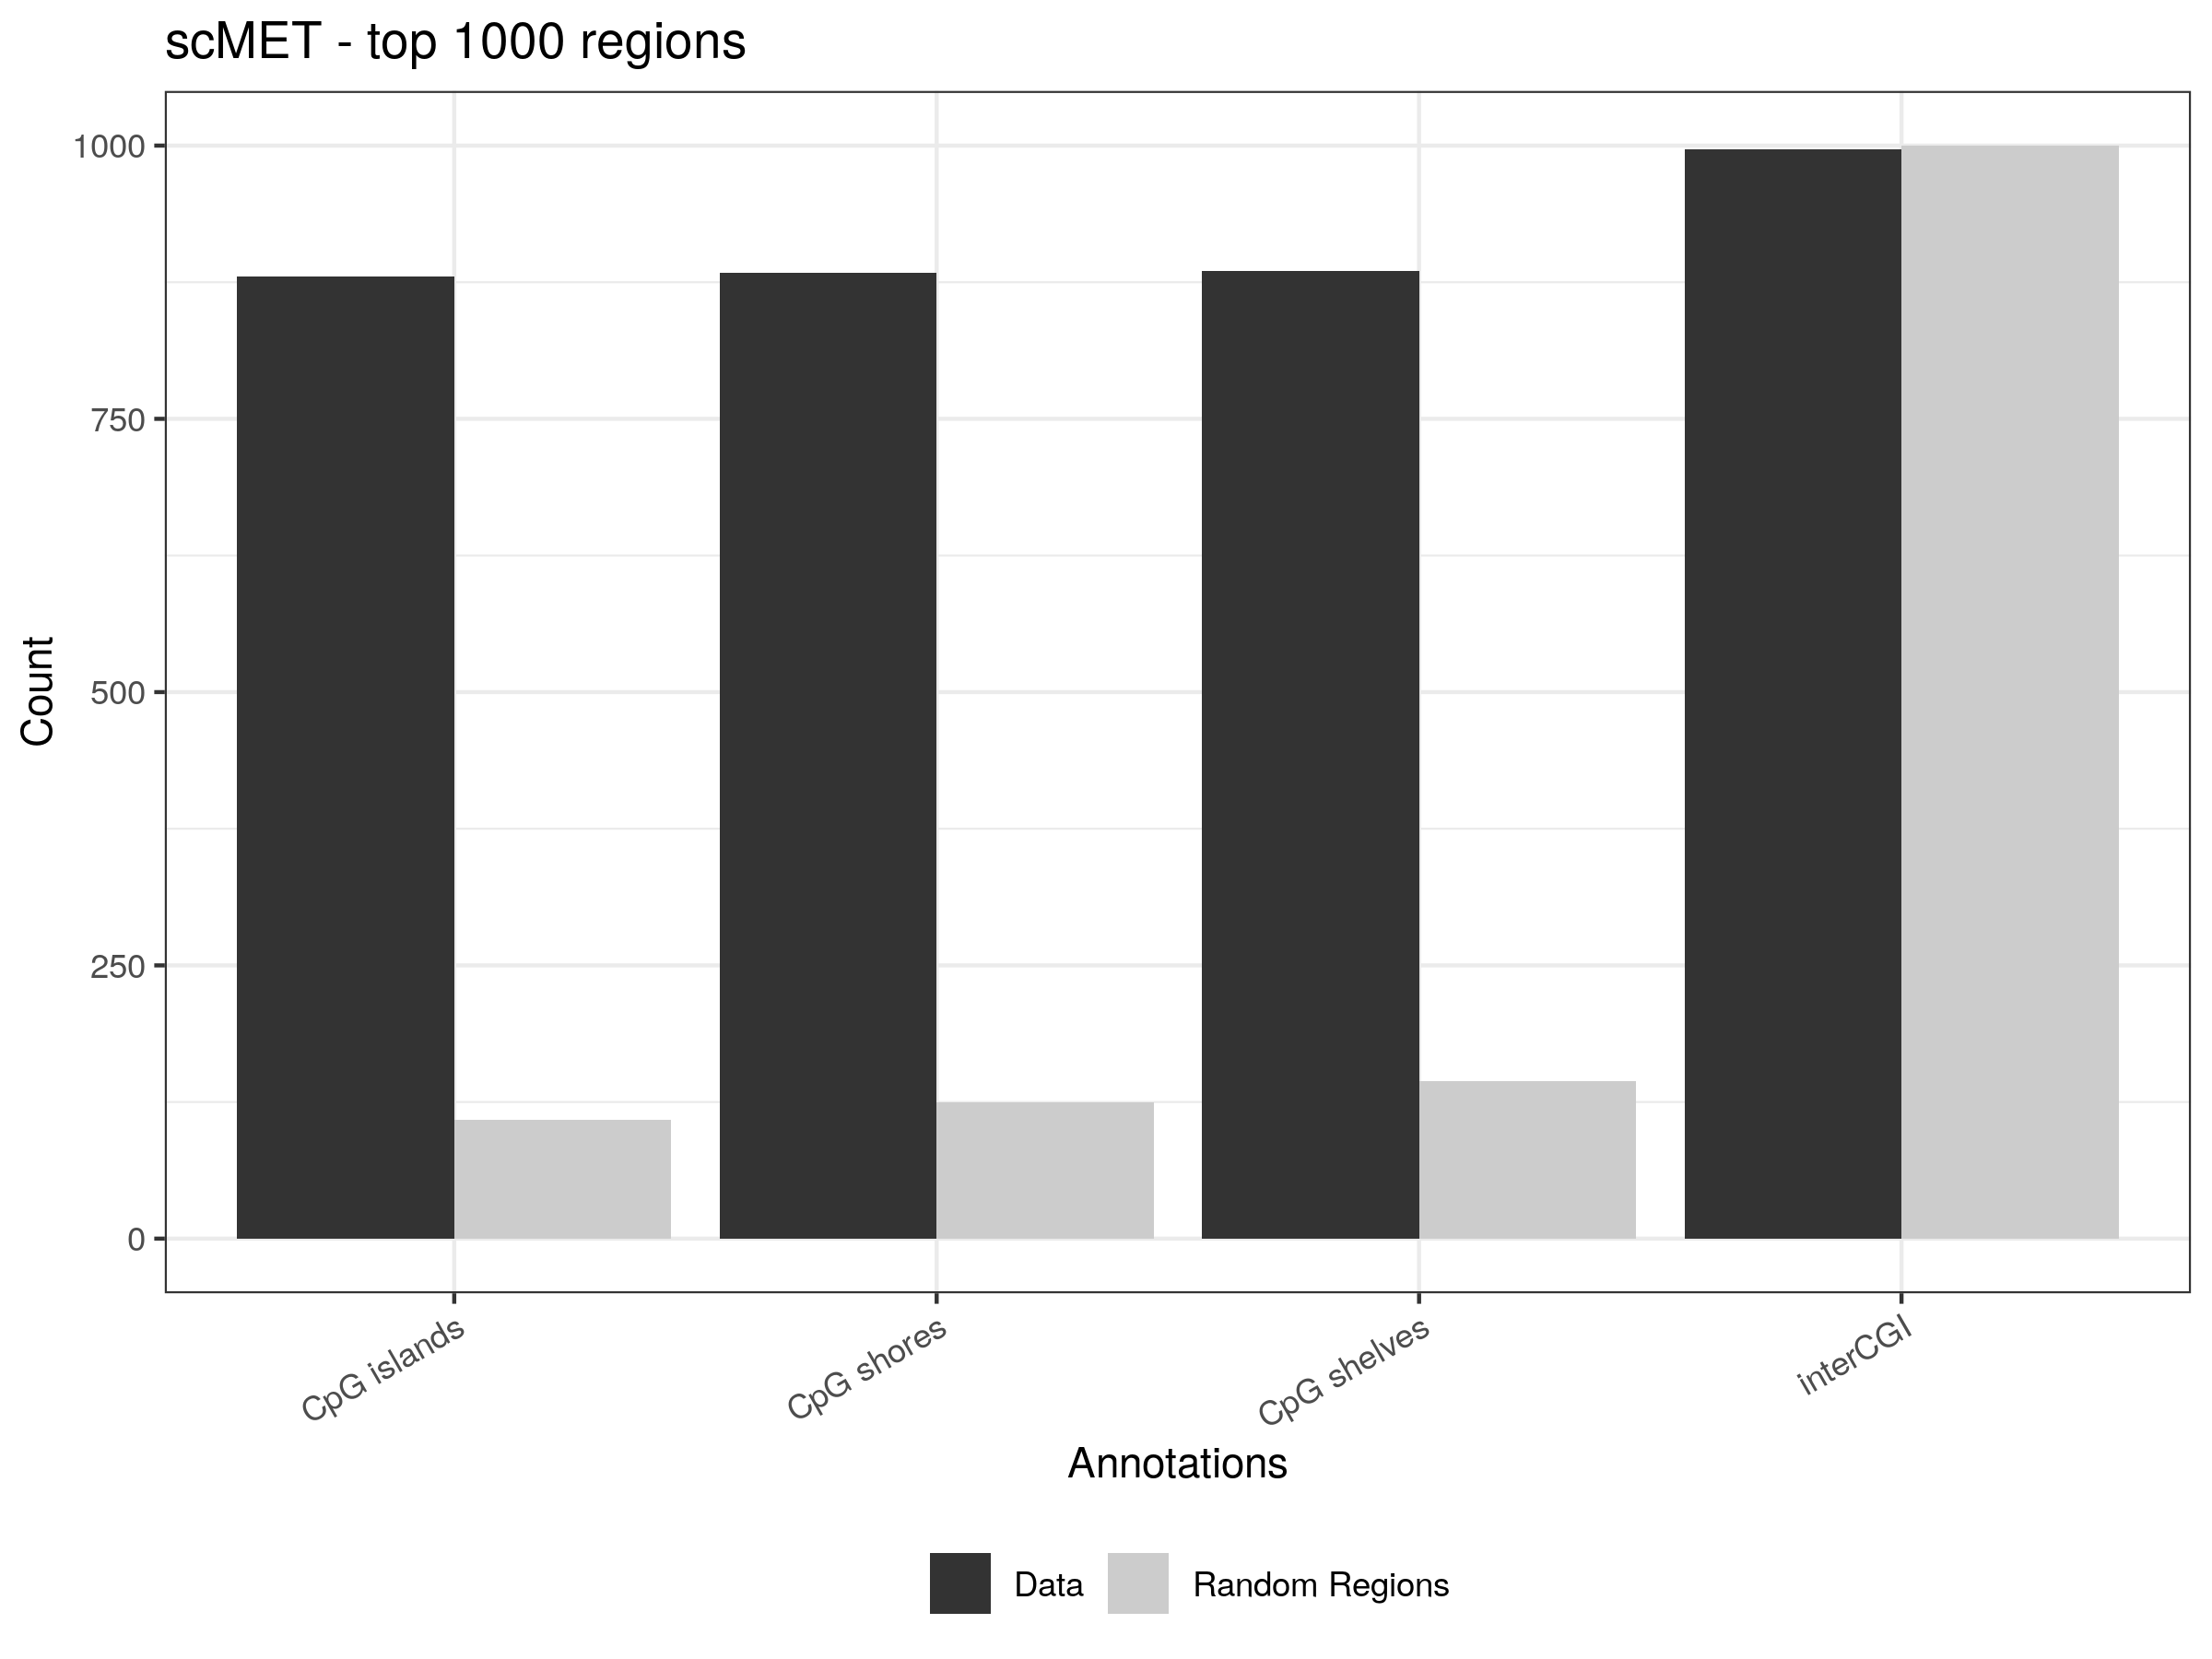 scMET - top 1000 regions
1000
750
500
250
0
Count
CpG islands
CpG shores
CpG shelves
interCGI
Annotations
Data
Random Regions